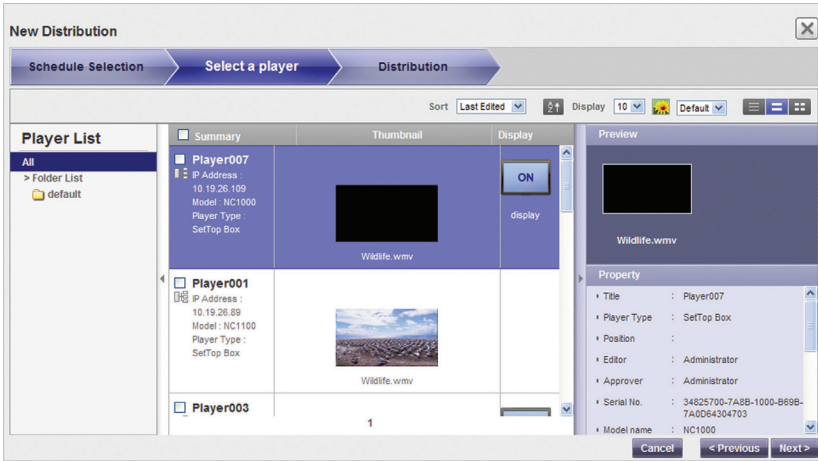 New Distribution
Schedule Selection
Select a player
Distribution
Sort Last Edited Display 10 Default
Player List
All
> Folder List
default
Summary Thumbnail Display
Player007
IP Address :
10.19.26.109
Model : NC1000
Player Type :
SetTop Box
Wildlife.wmv
ON
display
Player001
IP Address :
10.19.26.89
Model : NC1100
Player Type :
SetTop Box
Wildlife.wmv
Player003
1
Preview
Wildlife.wmv
Property
Title : Player007
Player Type : SetTop Box
Position :
Editor : Administrator
Approver : Administrator
Serial No. : 34825700-7A8B-1000-B69B-
7A0D64304703
Model name : NC1000
Cancel < Previous Next >